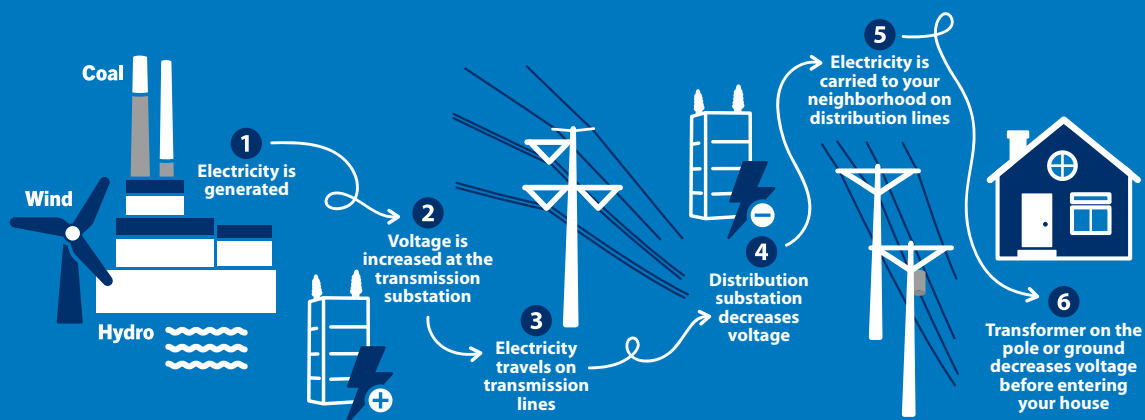 Coal
Wind
Hydro
1
Electricity is
generated
2
Voltage is
increased at the
transmission
substation
3
Electricity
travels on
transmission
lines
4
Distribution
substation
decreases
voltage
5
Electricity is
carried to your
neighborhood on
distribution lines
6
Transformer on the
pole or ground
decreases voltage
before entering
your house